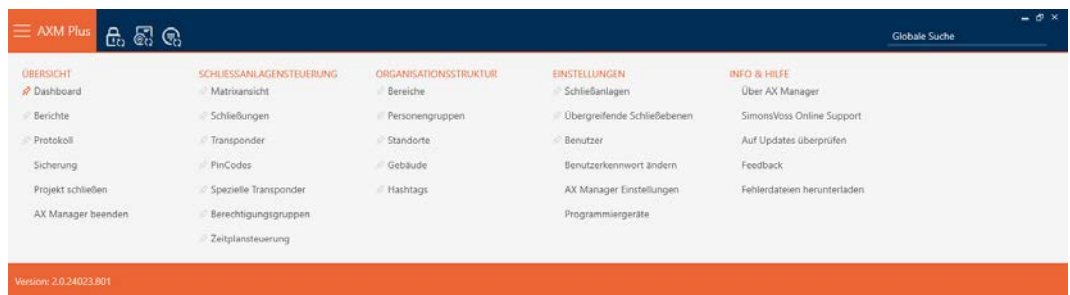 AXM Plus
Globale Suche
ÜBERSICHT
Dashboard
Berichte
Protokoll
Sicherung
Projekt schließen
AX Manager beenden
SCHLIESSANLAGENSTEUERUNG
Matrixansicht
Schließungen
Transponder
PinCodes
Spezielle Transponder
Berechtigungsgruppen
Zeitplansteuerung
ORGANISATIONSSTRUKTUR
Bereiche
Personengruppen
Standorte
Gebäude
Hashtags
EINSTELLUNGEN
Schließanlagen
Übergreifende Schließebenen
Benutzer
Benutzerkennwort ändern
AX Manager Einstellungen
Programmiergeräte
INFO & HILFE
Über AX Manager
SimonsVoss Online Support
Auf Updates überprüfen
Feedback
Fehlerdateien herunterladen
Version: 2.0.24023.801